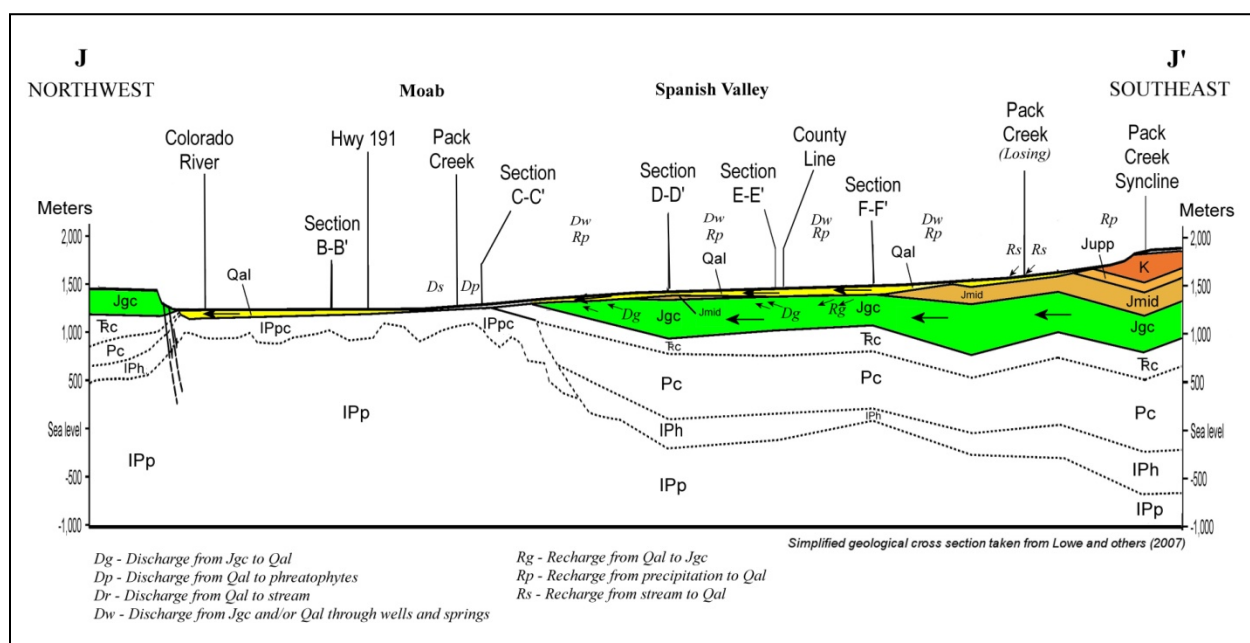 J
NORTHWEST
Moab
Spanish Valley
J'
SOUTHEAST
Colorado
River
Hwy 191
Pack
Creek
Section
B-B'
Section
C-C'
Section
D-D'
Section
E-E'
County
Line
Section
F-F'
Pack
Creek
(Losing)
Pack
Creek
Syncline
Meters
2,000
1,500
1,000
500
Sea level
-500
-1,000
Meters
2,000
1,500
1,000
500
Sea level
-500
-1,000
Dw
Rp
Dw
Rp
Dw
Rp
Dw
Rp
Rp
Ds
Dp
Rs
Rs
Qal
Qal
Qal
Jupp
K
Jgc
Jmid
Jmid
Jmid
Jgc
Jgc
Jgc
Dg
Dg
Rg
TRc
Pc
IPh
IPp
IPpc
IPpc
IPp
TRc
TRc
TRc
Pc
Pc
Pc
IPh
IPh
IPh
IPp
IPp
Simplified geological cross section taken from Lowe and others (2007)
Dg - Discharge from Jgc to Qal
Dp - Discharge from Qal to phreatophytes
Dr - Discharge from Qal to stream
Dw - Discharge from Jgc and/or Qal through wells and springs
Rg - Recharge from Qal to Jgc
Rp - Recharge from precipitation to Qal
Rs - Recharge from stream to Qal